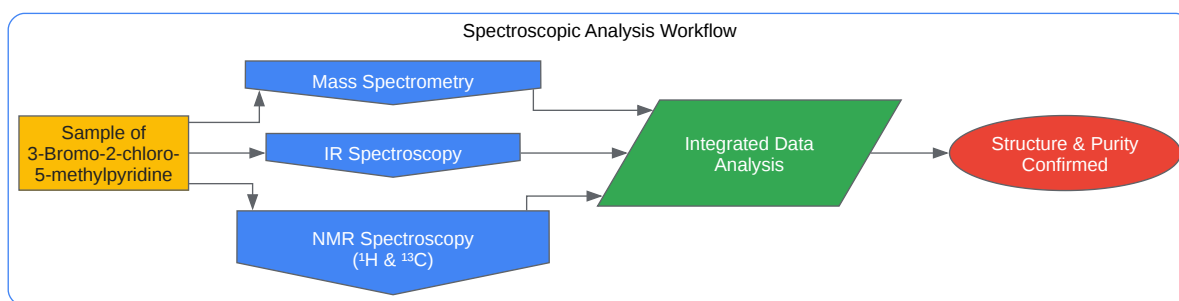 Spectroscopic Analysis Workflow
Mass Spectrometry
Sample of
3-Bromo-2-chloro-
5-methylpyridine
IR Spectroscopy
NMR Spectroscopy
(¹H & ¹³C)
Integrated Data
Analysis
Structure & Purity
Confirmed